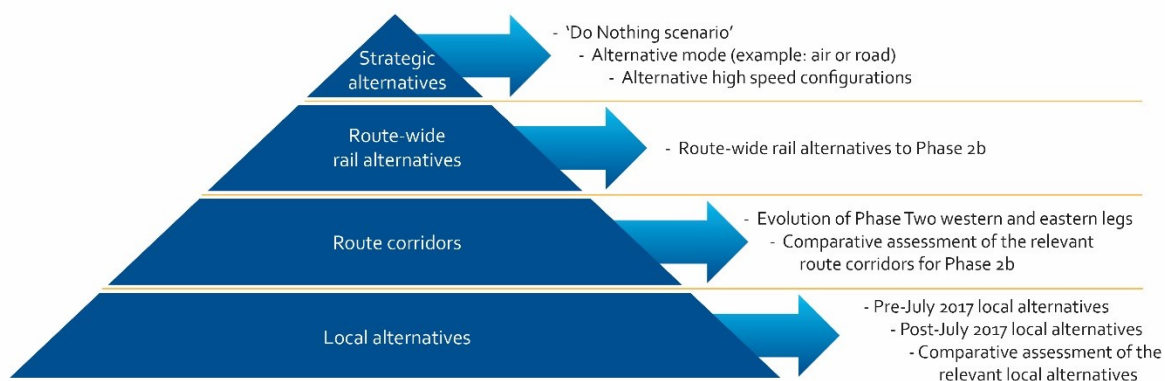 Strategic
alternatives
- 'Do Nothing scenario'
- Alternative mode (example: air or road)
- Alternative high speed configurations
Route-wide
rail alternatives
- Route-wide rail alternatives to Phase 2b
Route corridors
- Evolution of Phase Two western and eastern legs
- Comparative assessment of the relevant
route corridors for Phase 2b
Local alternatives
- Pre-July 2017 local alternatives
- Post-July 2017 local alternatives
- Comparative assessment of the
relevant local alternatives